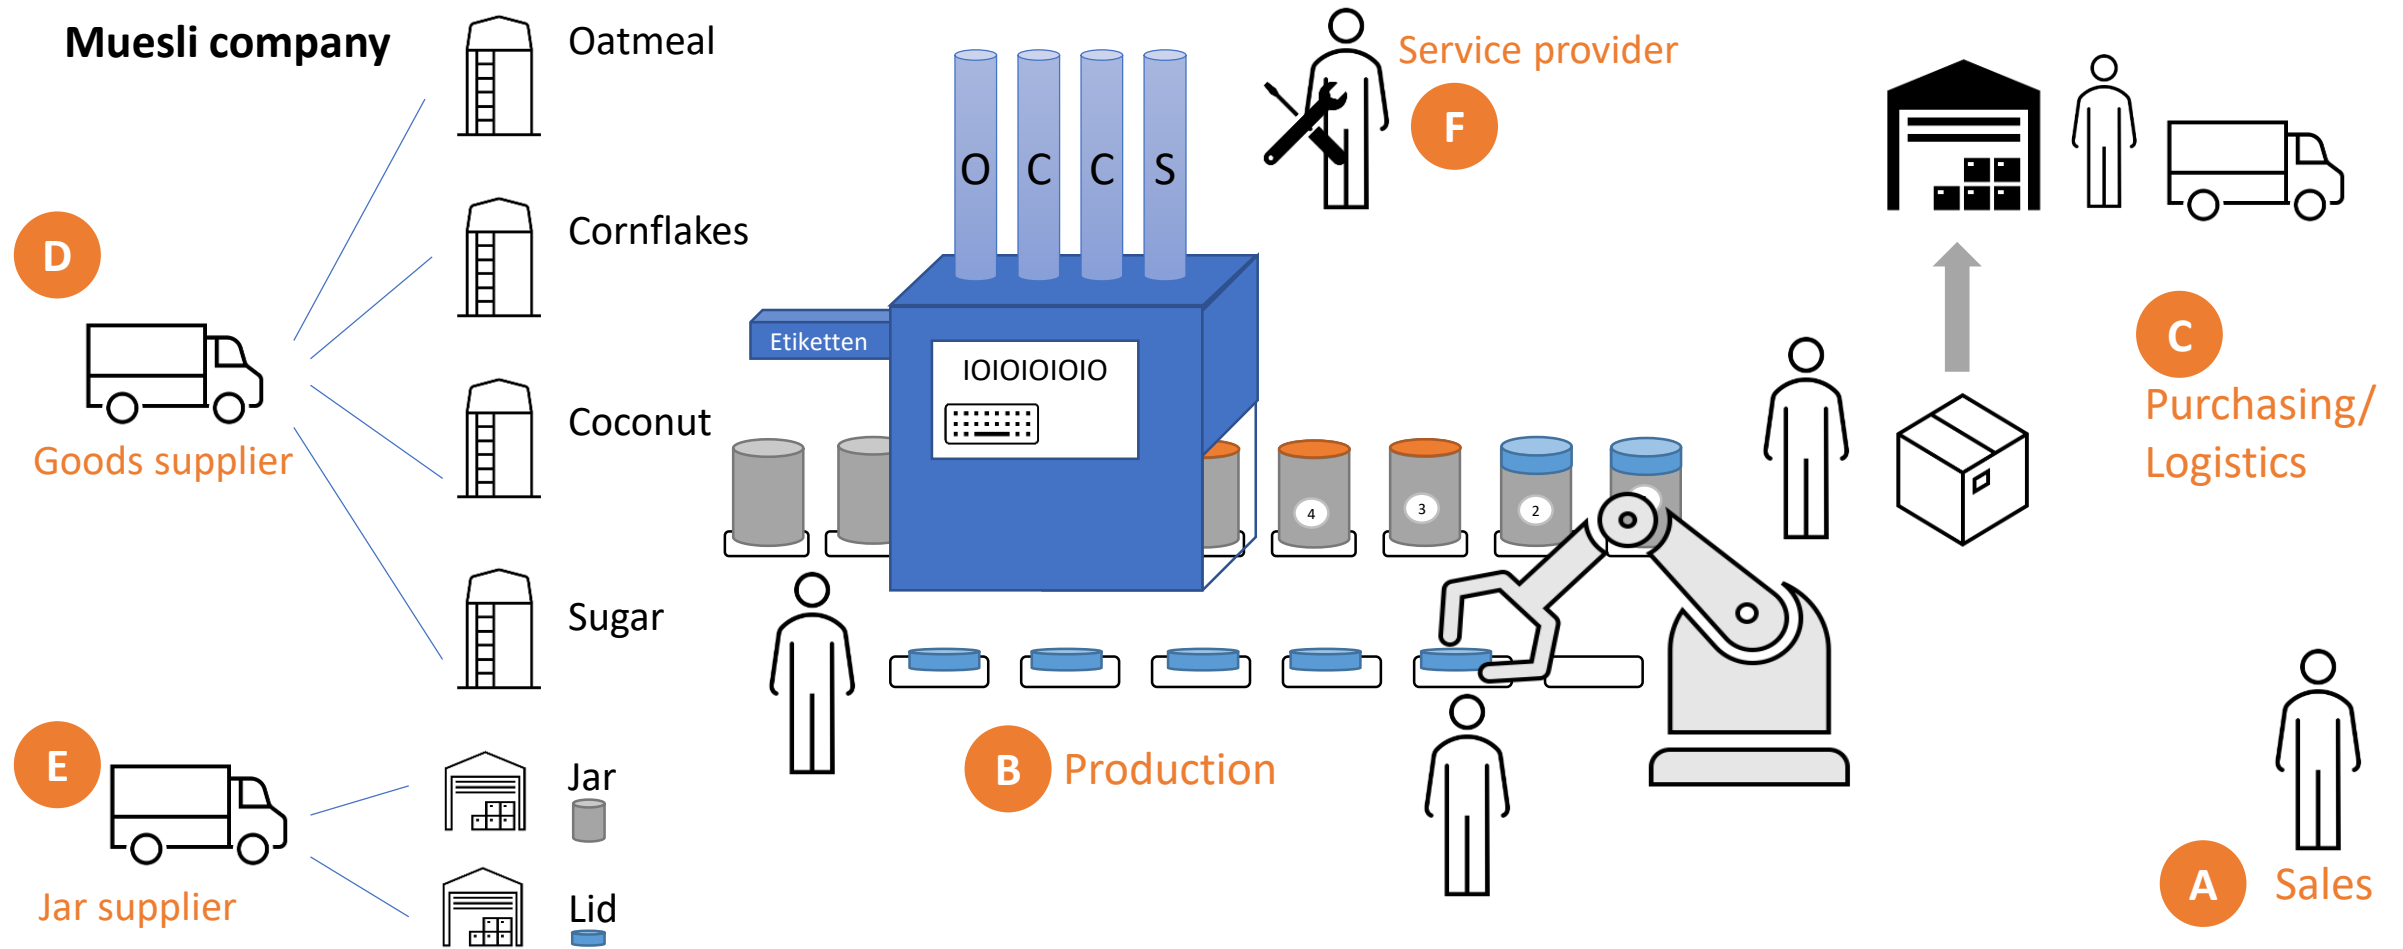 Muesli company
Oatmeal
Cornflakes
Coconut
Sugar
D
Goods supplier
E
Jar supplier
Jar
Lid
O C C S
Etiketten
IOIOIOIOIO
4
3
2
B Production
Service provider
F
C
Purchasing/
Logistics
A Sales